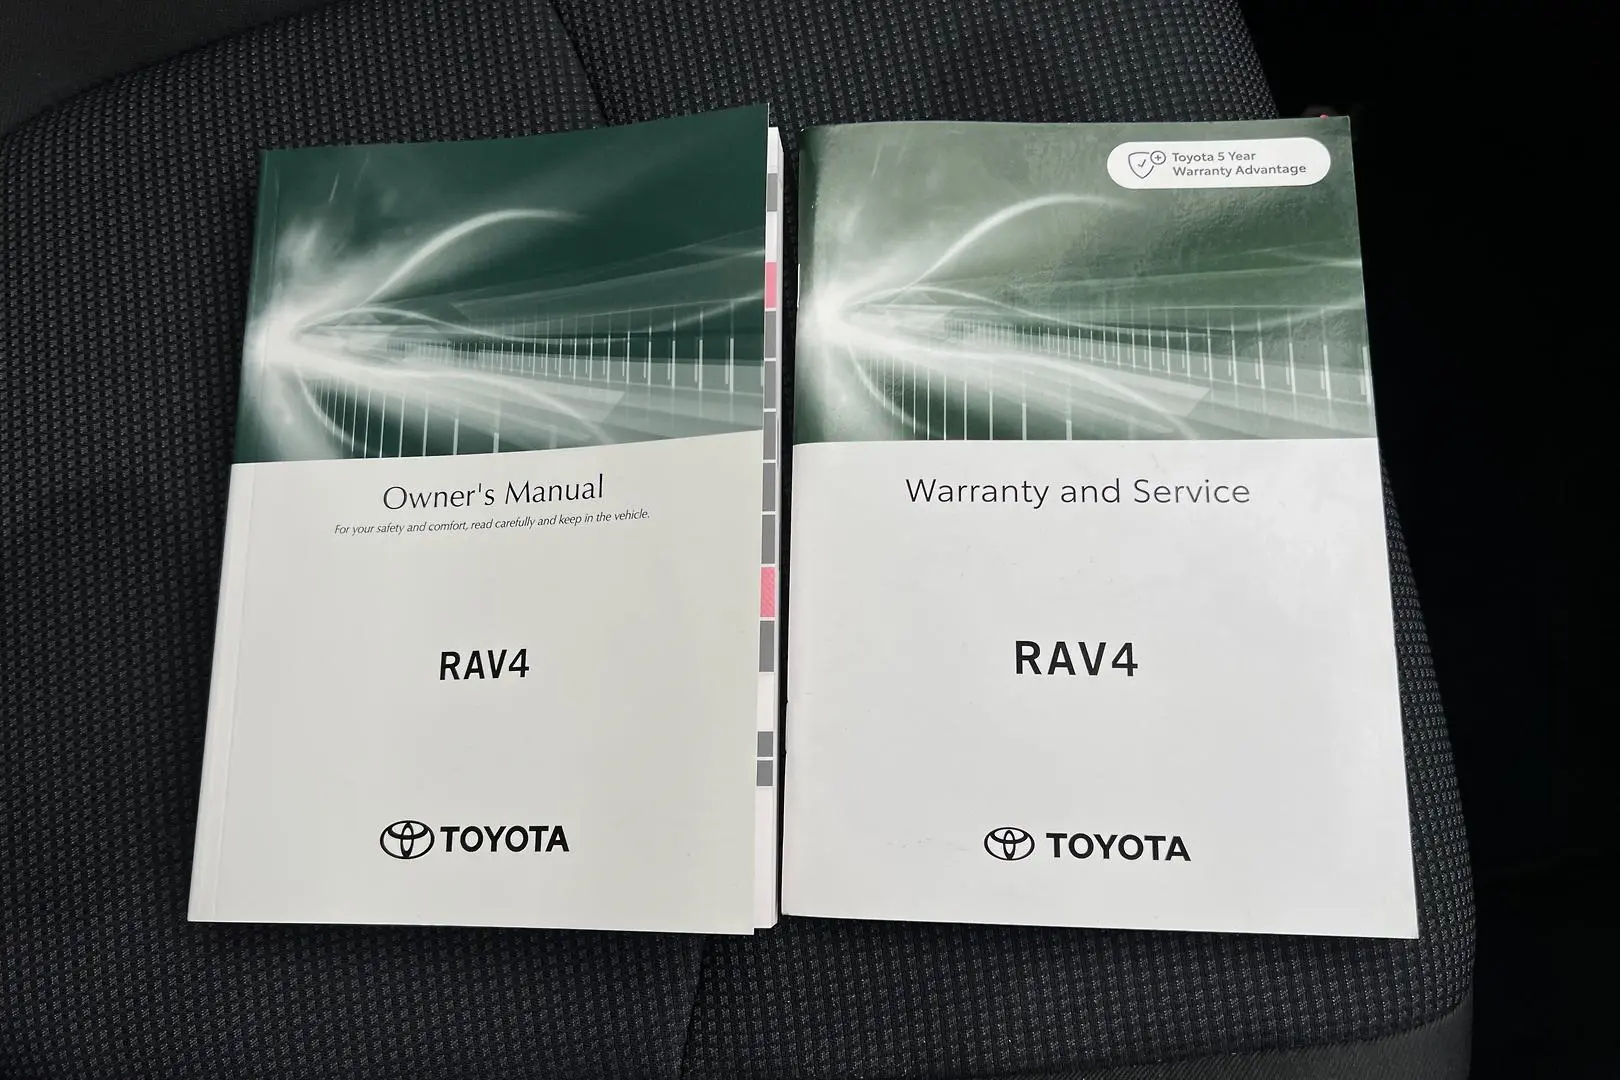 Owner's Manual
For your safety and comfort, read carefully and keep in the vehicle.
RAV4
TOYOTA
Toyota 5 Year
Warranty Advantage
Warranty and Service
RAV4
TOYOTA